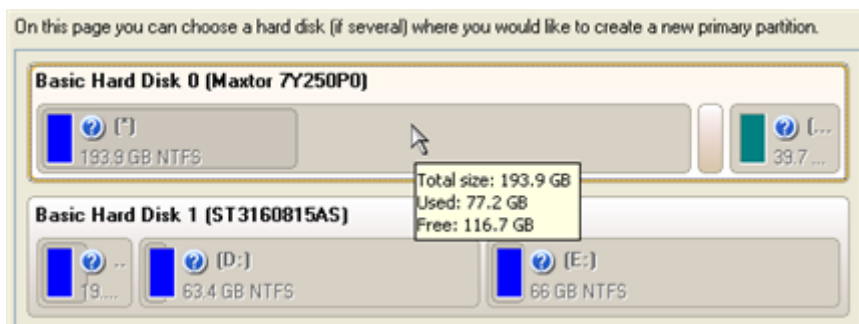 On this page you can choose a hard disk (if several) where you would like to create a new primary partition.
Basic Hard Disk 0 (Maxtor 7Y250P0)
(*)
193.9 GB NTFS
(...
39.7 ...
Total size: 193.9 GB
Used: 77.2 GB
Free: 116.7 GB
Basic Hard Disk 1 (ST3160815AS)
..
19....
(D:)
63.4 GB NTFS
(E:)
66 GB NTFS